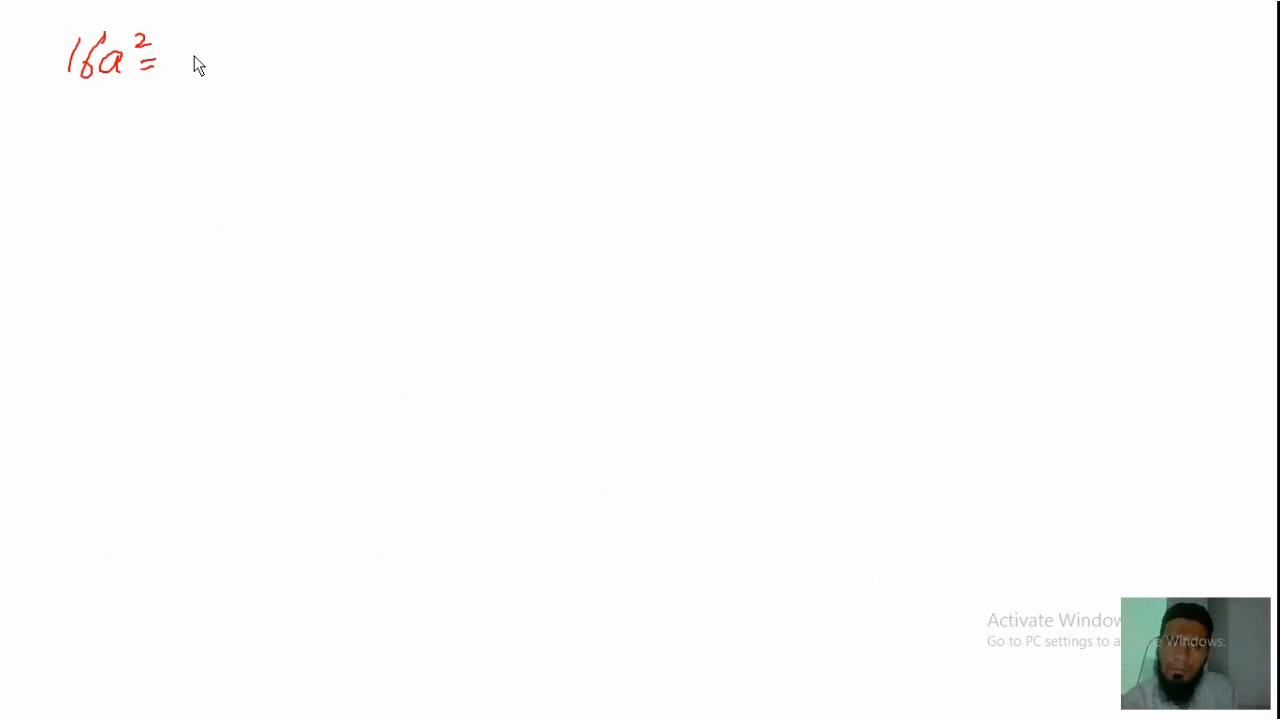 16a² =
Activate Windows
Go to PC settings to activate Windows.